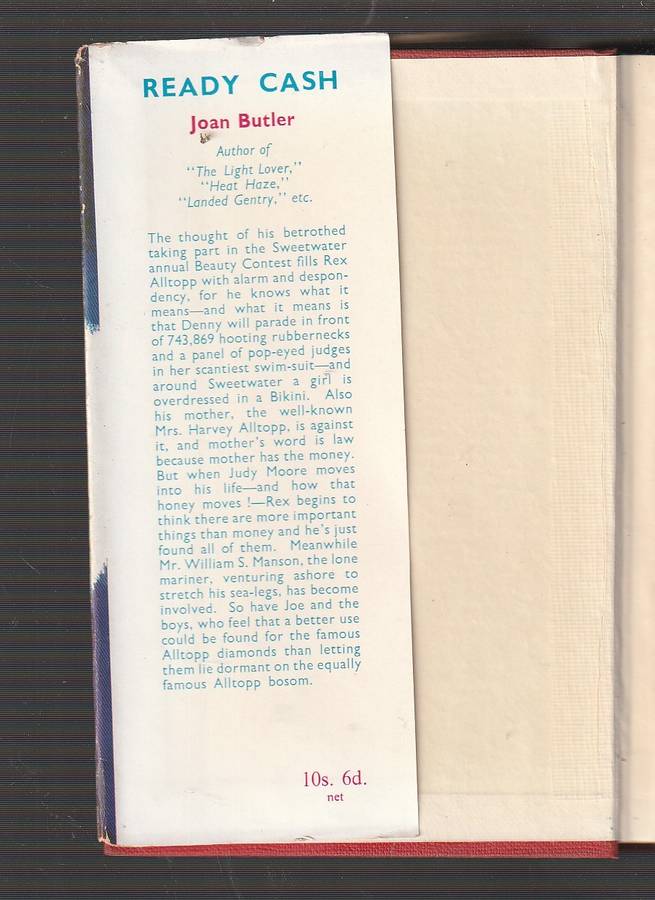 READY CASH
Joan Butler
Author of
“The Light Lover,”
“Heat Haze,”
“Landed Gentry,” etc.
The thought of his betrothed
taking part in the Sweetwater
annual Beauty Contest fills Rex
Alltopp with alarm and despon-
dency, for he knows what it
means—and what it means is
that Denny will parade in front
of 743,869 hooting rubbernecks
and a panel of pop-eyed judges
in her scantiest swim-suit—and
around Sweetwater a girl is
overdressed in a Bikini. Also
his mother, the well-known
Mrs. Harvey Alltopp, is against
it, and mother’s word is law
because mother has the money.
But when Judy Moore moves
into his life—and how that
honey moves !—Rex begins to
think there are more important
things than money and he’s just
found all of them. Meanwhile
Mr. William S. Manson, the lone
mariner, venturing ashore to
stretch his sea-legs, has become
involved. So have Joe and the
boys, who feel that a better use
could be found for the famous
Alltopp diamonds than letting
them lie dormant on the equally
famous Alltopp bosom.
10s. 6d.
net